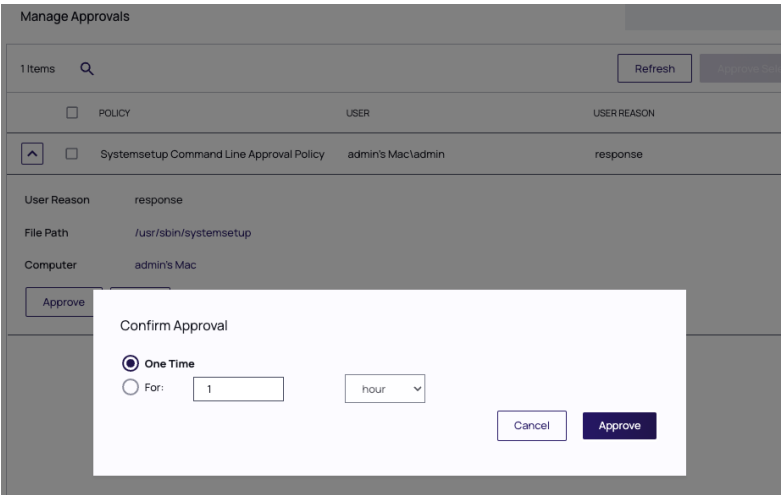 Manage Approvals
1 Items
Refresh
POLICY USER USER REASON
Systemsetup Command Line Approval Policy admin's Mac\admin response
User Reason response
File Path /usr/sbin/systemsetup
Computer admin's Mac
Approve
Confirm Approval
One Time
For: 1 hour
Cancel Approve